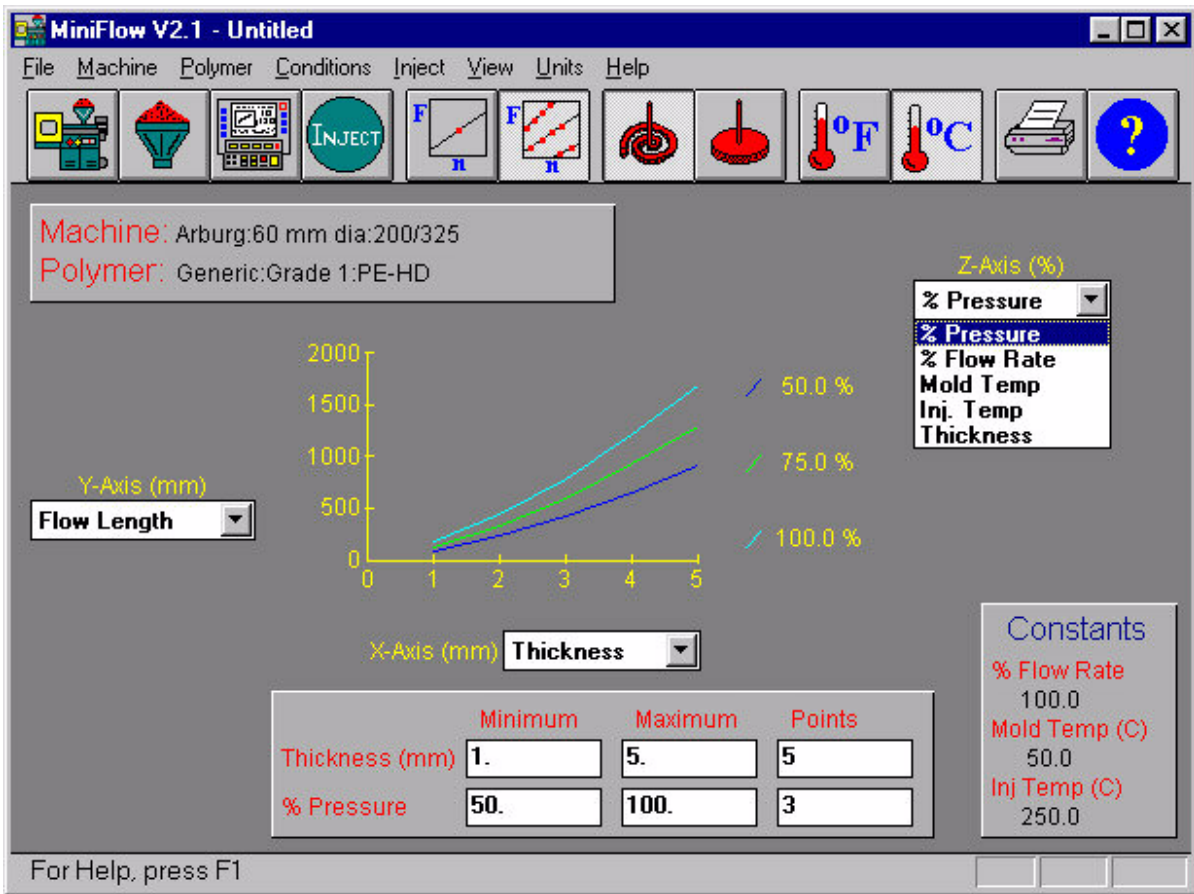 MiniFlow V2.1 - Untitled
File Machine Polymer Conditions Inject View Units Help
INJECT F n F n °F °C ?
Machine: Arburg:60 mm dia:200/325
Polymer: Generic:Grade 1:PE-HD
Z-Axis (%)
% Pressure
% Pressure
% Flow Rate
Mold Temp
Inj. Temp
Thickness
2000
1500
1000
500
0
0 1 2 3 4 5
50.0 %
75.0 %
100.0 %
Y-Axis (mm)
Flow Length
X-Axis (mm) Thickness
Minimum Maximum Points
Thickness (mm) 1. 5. 5
% Pressure 50. 100. 3
Constants
% Flow Rate
100.0
Mold Temp (C)
50.0
Inj Temp (C)
250.0
For Help, press F1